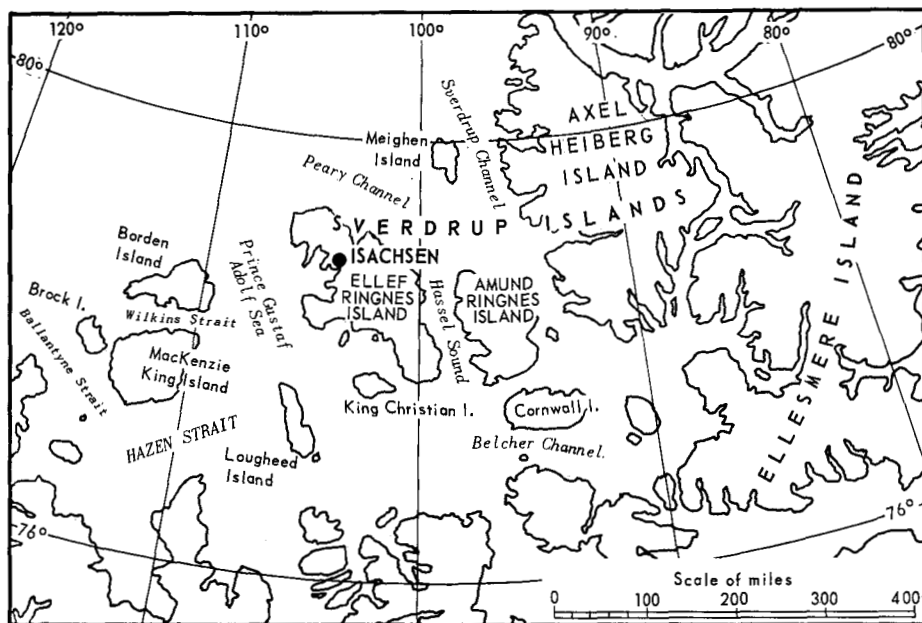 120°
110°
100°
90°
80°
80°
80°
Sverdrup Channel
AXEL
HEIBERG
ISLAND
Meighen
Island
Peary Channel
SVERDRUP ISLANDS
ELLESMERE ISLAND
Borden
Island
Prince Gustaf
Adolf Sea
ISACHSEN
ELLEF
RINGNES
ISLAND
Hassel Sound
AMUND
RINGNES
ISLAND
Brock I.
Wilkins Strait
Ballantyne Strait
MacKenzie
King Island
King Christian I.
Cornwall I.
HAZEN STRAIT
Lougheed
Island
Belcher Channel.
76°
76°
Scale of miles
0 100 200 300 400